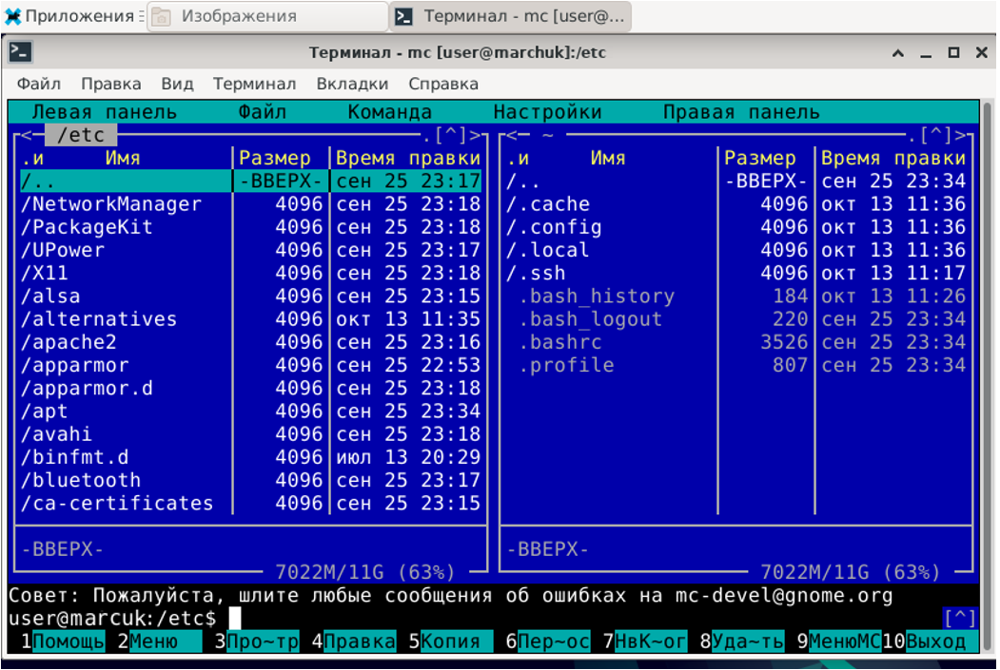 Приложения Изображения Терминал - mc [user@...
Терминал - mc [user@marchuk]:/etc
Файл Правка Вид Терминал Вкладки Справка
Левая панель Файл Команда Настройки Правая панель
<- /etc .[^]> <- ~ .[^]>
.и Имя Размер Время правки .и Имя Размер Время правки
/.. -ВВЕРХ- сен 25 23:17 /.. -ВВЕРХ- сен 25 23:34
/NetworkManager 4096 сен 25 23:18 /.cache 4096 окт 13 11:36
/PackageKit 4096 сен 25 23:18 /.config 4096 окт 13 11:36
/UPower 4096 сен 25 23:17 /.local 4096 окт 13 11:36
/X11 4096 сен 25 23:18 /.ssh 4096 окт 13 11:17
/alsa 4096 сен 25 23:15 .bash_history 184 окт 13 11:26
/alternatives 4096 окт 13 11:35 .bash_logout 220 сен 25 23:34
/apache2 4096 сен 25 23:16 .bashrc 3526 сен 25 23:34
/apparmor 4096 сен 25 22:53 .profile 807 сен 25 23:34
/apparmor.d 4096 сен 25 23:18
/apt 4096 сен 25 23:34
/avahi 4096 сен 25 23:18
/binfmt.d 4096 июл 13 20:29
/bluetooth 4096 сен 25 23:17
/ca-certificates 4096 сен 25 23:15
-ВВЕРХ- -ВВЕРХ-
7022M/11G (63%) 7022M/11G (63%)
Совет: Пожалуйста, шлите любые сообщения об ошибках на mc-devel@gnome.org
user@marcuk:/etc$ [^]
1Помощь 2Меню 3Про~тр 4Правка 5Копия 6Пер~ос 7НвК~ог 8Уда~ть 9МенюМС 10Выход